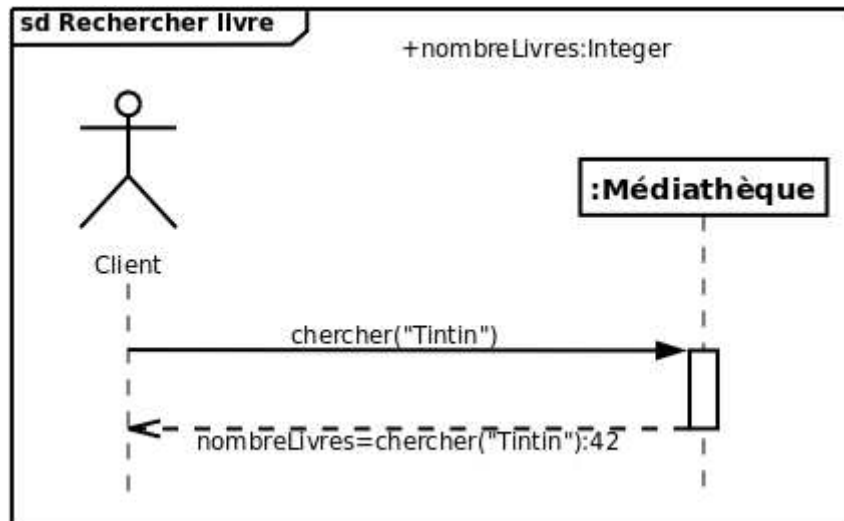 sd Rechercher livre
+nombreLivres:Integer
:Médiathèque
Client
chercher("Tintin")
nombreLivres=chercher("Tintin"):42